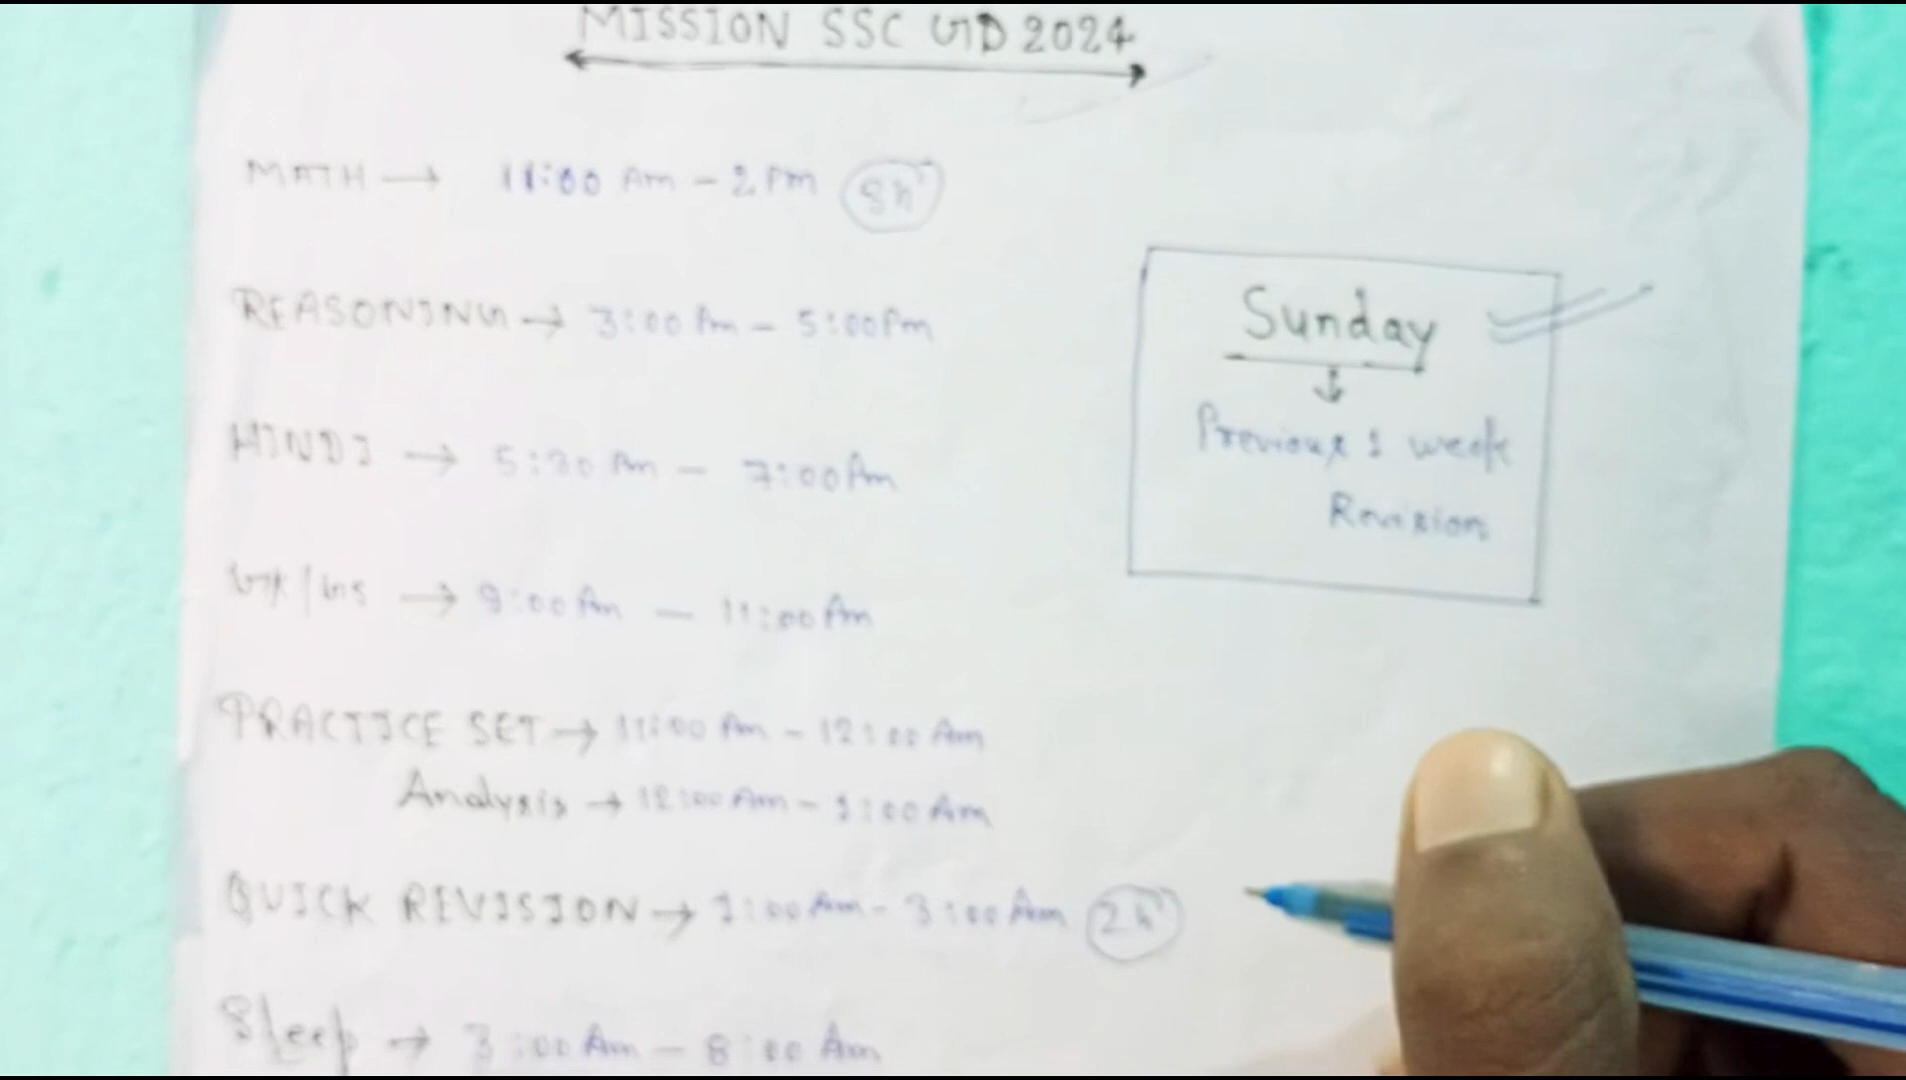 MISSION SSC GD 2024
MATH → 11:00 Am - 2 Pm 3h
REASONING → 3:00 Pm - 5:00 Pm
HINDI → 5:30 Pm - 7:00 Pm
GK/GS → 9:00 Pm - 11:00 Pm
PRACTICE SET → 11:00 Pm - 12:00 Am
Analysis → 12:00 Am - 1:00 Am
QUICK REVISION → 1:00 Am - 3:00 Am 2h
Sleep → 3:00 Am - 8:00 Am
Sunday
↓
Previous 1 week
Revision